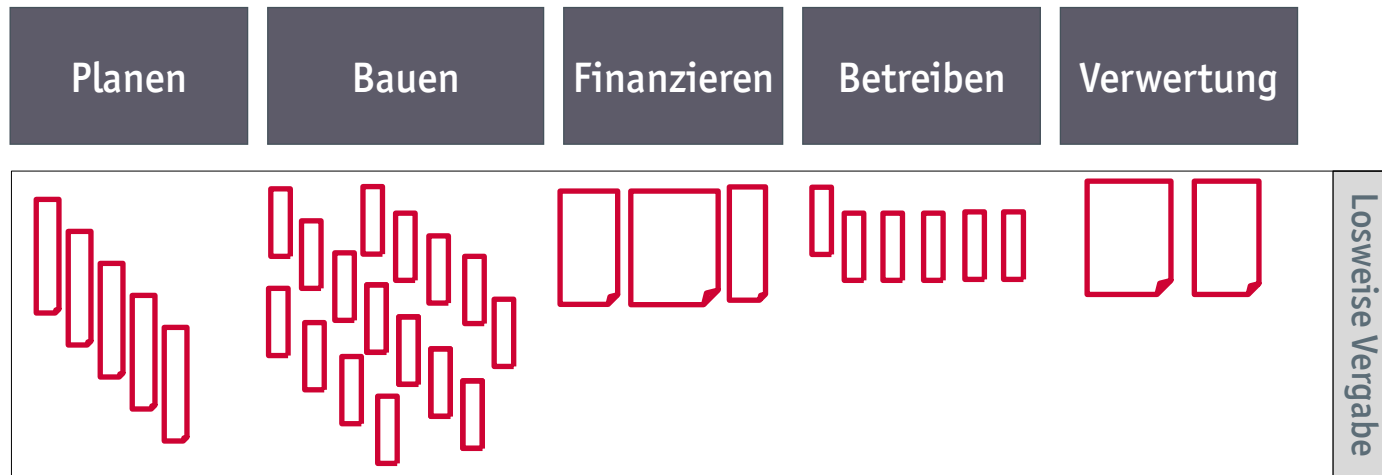 Planen
Bauen
Finanzieren
Betreiben
Verwertung
Losweise Vergabe